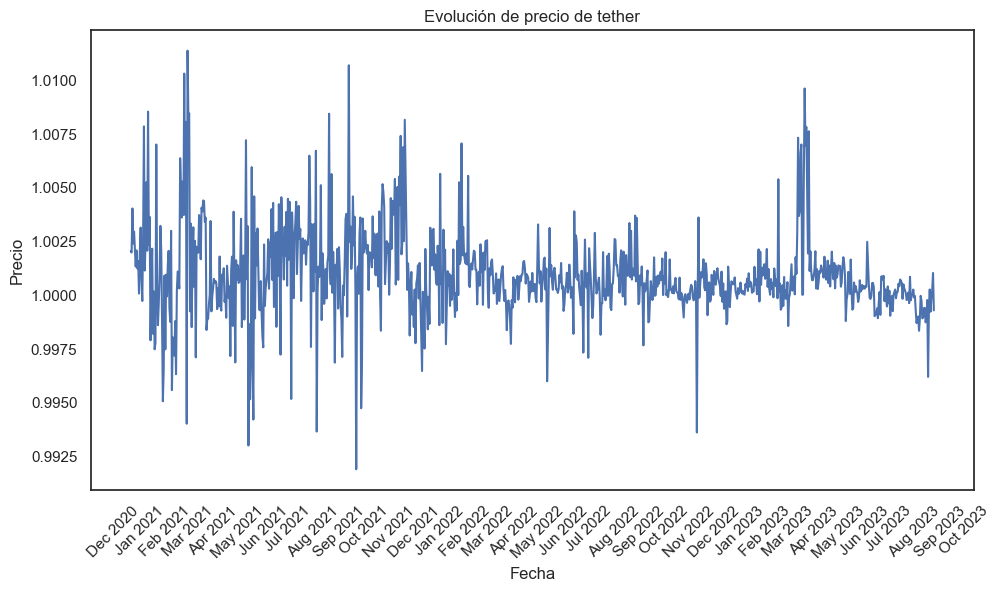 Evolución de precio de tether
Precio
1.0100
1.0075
1.0050
1.0025
1.0000
0.9975
0.9950
0.9925
Dec 2020
Jan 2021
Feb 2021
Mar 2021
Apr 2021
May 2021
Jun 2021
Jul 2021
Aug 2021
Sep 2021
Oct 2021
Nov 2021
Dec 2021
Jan 2022
Feb 2022
Mar 2022
Apr 2022
May 2022
Jun 2022
Jul 2022
Aug 2022
Sep 2022
Oct 2022
Nov 2022
Dec 2022
Jan 2023
Feb 2023
Mar 2023
Apr 2023
May 2023
Jun 2023
Jul 2023
Aug 2023
Sep 2023
Oct 2023
Fecha